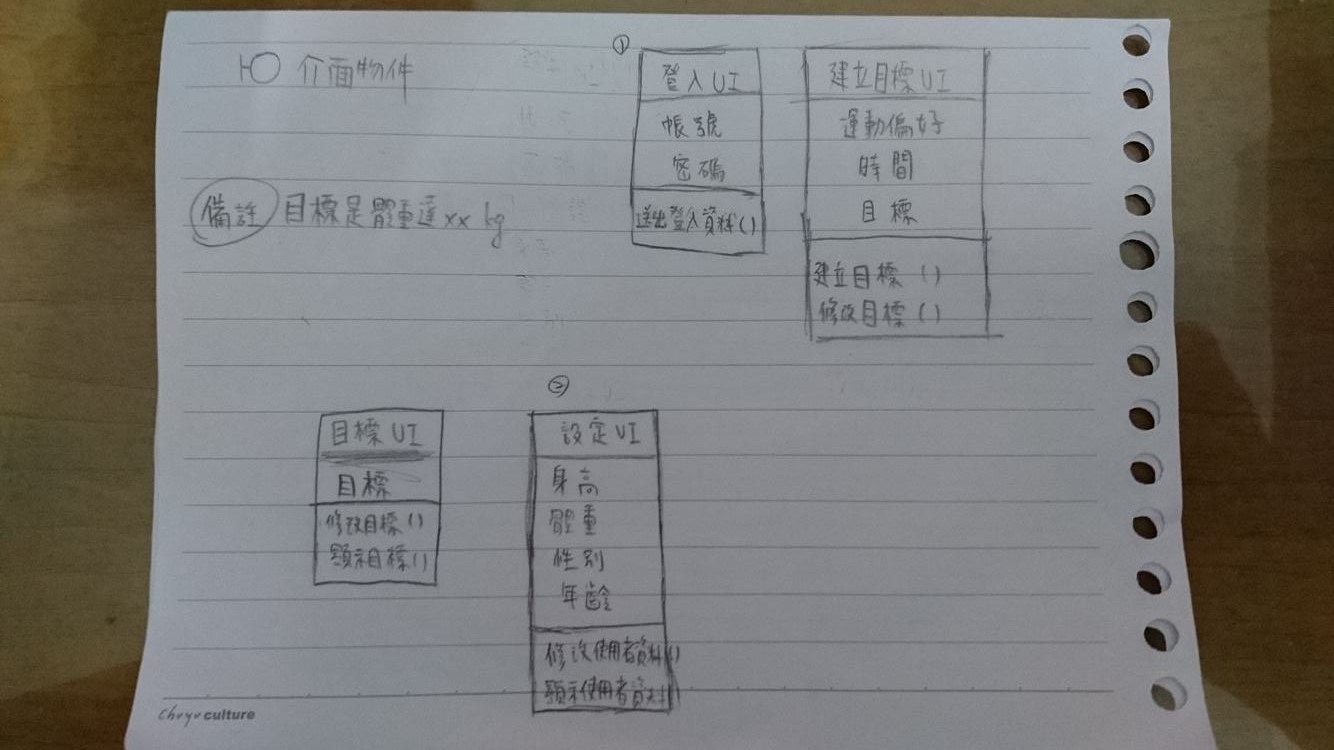 介面物件
備註 目標是體重達xx kg
①
登入UI
帳號
密碼
送出登入資料()
建立目標UI
運動偏好
時間
目標
建立目標()
修改目標()
目標UI
目標
修改目標()
顯示目標()
②
設定UI
身高
體重
性別
年齡
修改使用者資料()
顯示使用者資料()
Chuyu culture